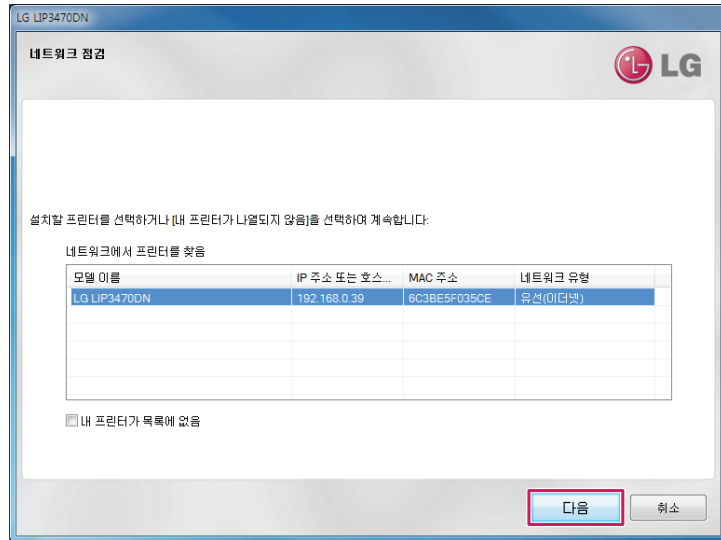 LG LIP3470DN
네트워크 점검
LG
설치할 프린터를 선택하거나 [내 프린터가 나열되지 않음]을 선택하여 계속합니다:
네트워크에서 프린터를 찾음
모델 이름 IP 주소 또는 호스... MAC 주소 네트워크 유형
LG LIP3470DN 192.168.0.39 6C3BE5F035CE 유선(이더넷)
내 프린터가 목록에 없음
다음 취소